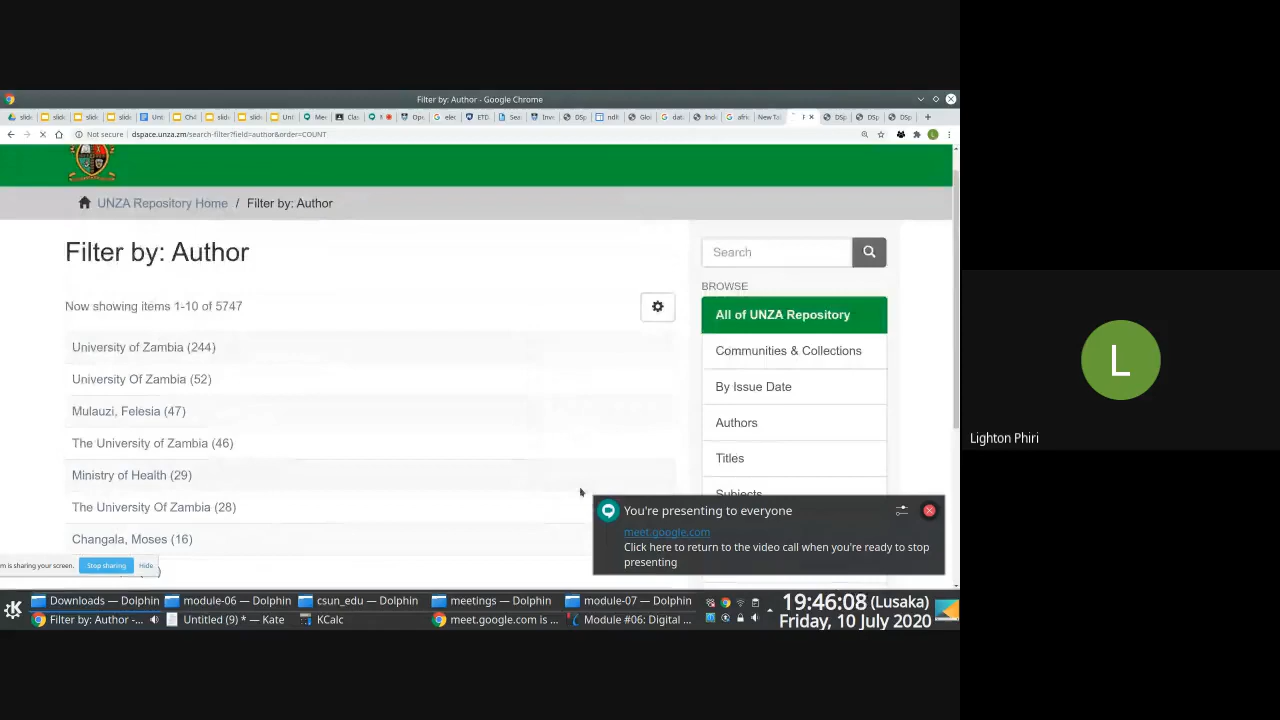 Filter by: Author - Google Chrome
Not secure dspace.unza.zm/search-filter?field=author&order=COUNT
UNZA Repository Home / Filter by: Author
Filter by: Author
Now showing items 1-10 of 5747
University of Zambia (244)
University Of Zambia (52)
Mulauzi, Felesia (47)
The University of Zambia (46)
Ministry of Health (29)
The University Of Zambia (28)
Changala, Moses (16)
Search
BROWSE
All of UNZA Repository
Communities & Collections
By Issue Date
Authors
Titles
Subjects
You're presenting to everyone
meet.google.com
Click here to return to the video call when you're ready to stop
presenting
m is sharing your screen. Stop sharing Hide
Downloads — Dolphin module-06 — Dolphin csun_edu — Dolphin meetings — Dolphin module-07 — Dolphin
Filter by: Author -... Untitled (9) * — Kate KCalc meet.google.com is ... Module #06: Digital ...
19:46:08 (Lusaka)
Friday, 10 July 2020
L
Lighton Phiri